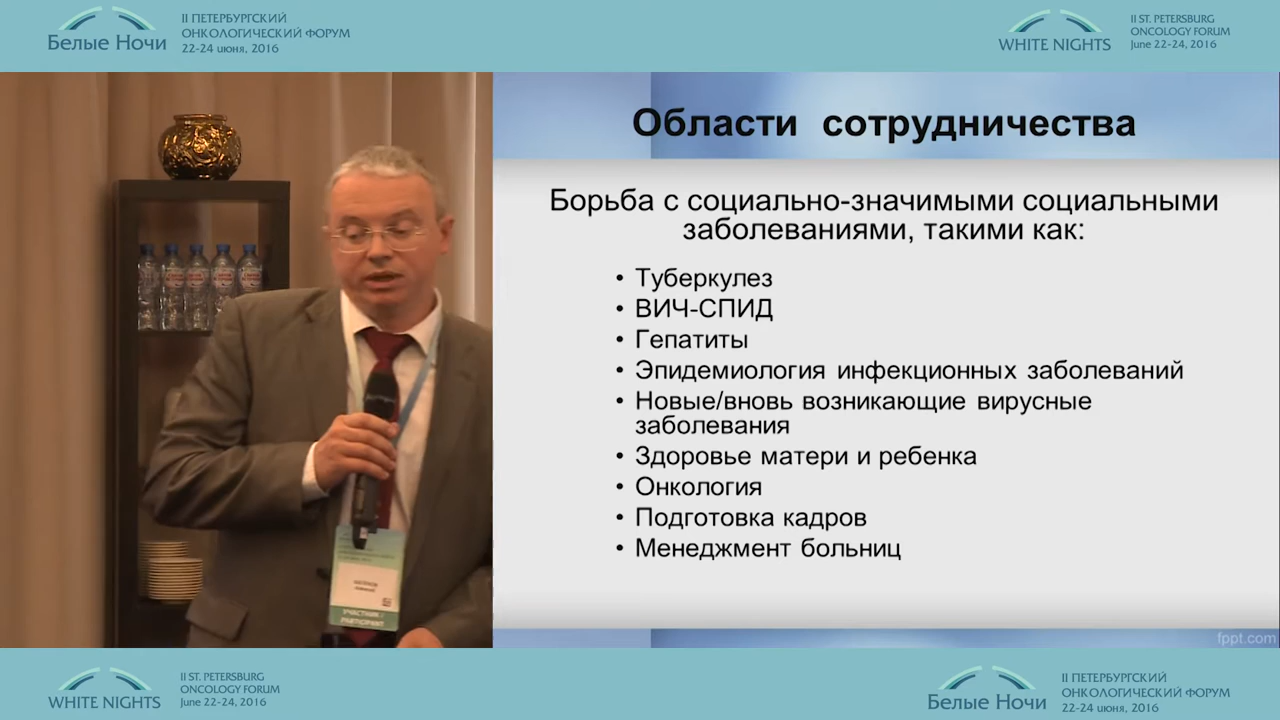 Белые Ночи
II ПЕТЕРБУРГСКИЙ
ОНКОЛОГИЧЕСКИЙ ФОРУМ
22-24 июня, 2016
WHITE NIGHTS
II ST. PETERSBURG
ONCOLOGY FORUM
June 22-24, 2016
Области сотрудничества
Борьба с социально-значимыми социальными
заболеваниями, такими как:
• Туберкулез
• ВИЧ-СПИД
• Гепатиты
• Эпидемиология инфекционных заболеваний
• Новые/вновь возникающие вирусные
заболевания
• Здоровье матери и ребенка
• Онкология
• Подготовка кадров
• Менеджмент больниц
fppt.com
УЧАСТНИК /
PARTICIPANT
WHITE NIGHTS
II ST. PETERSBURG
ONCOLOGY FORUM
June 22-24, 2016
Белые Ночи
II ПЕТЕРБУРГСКИЙ
ОНКОЛОГИЧЕСКИЙ ФОРУМ
22-24 июня, 2016